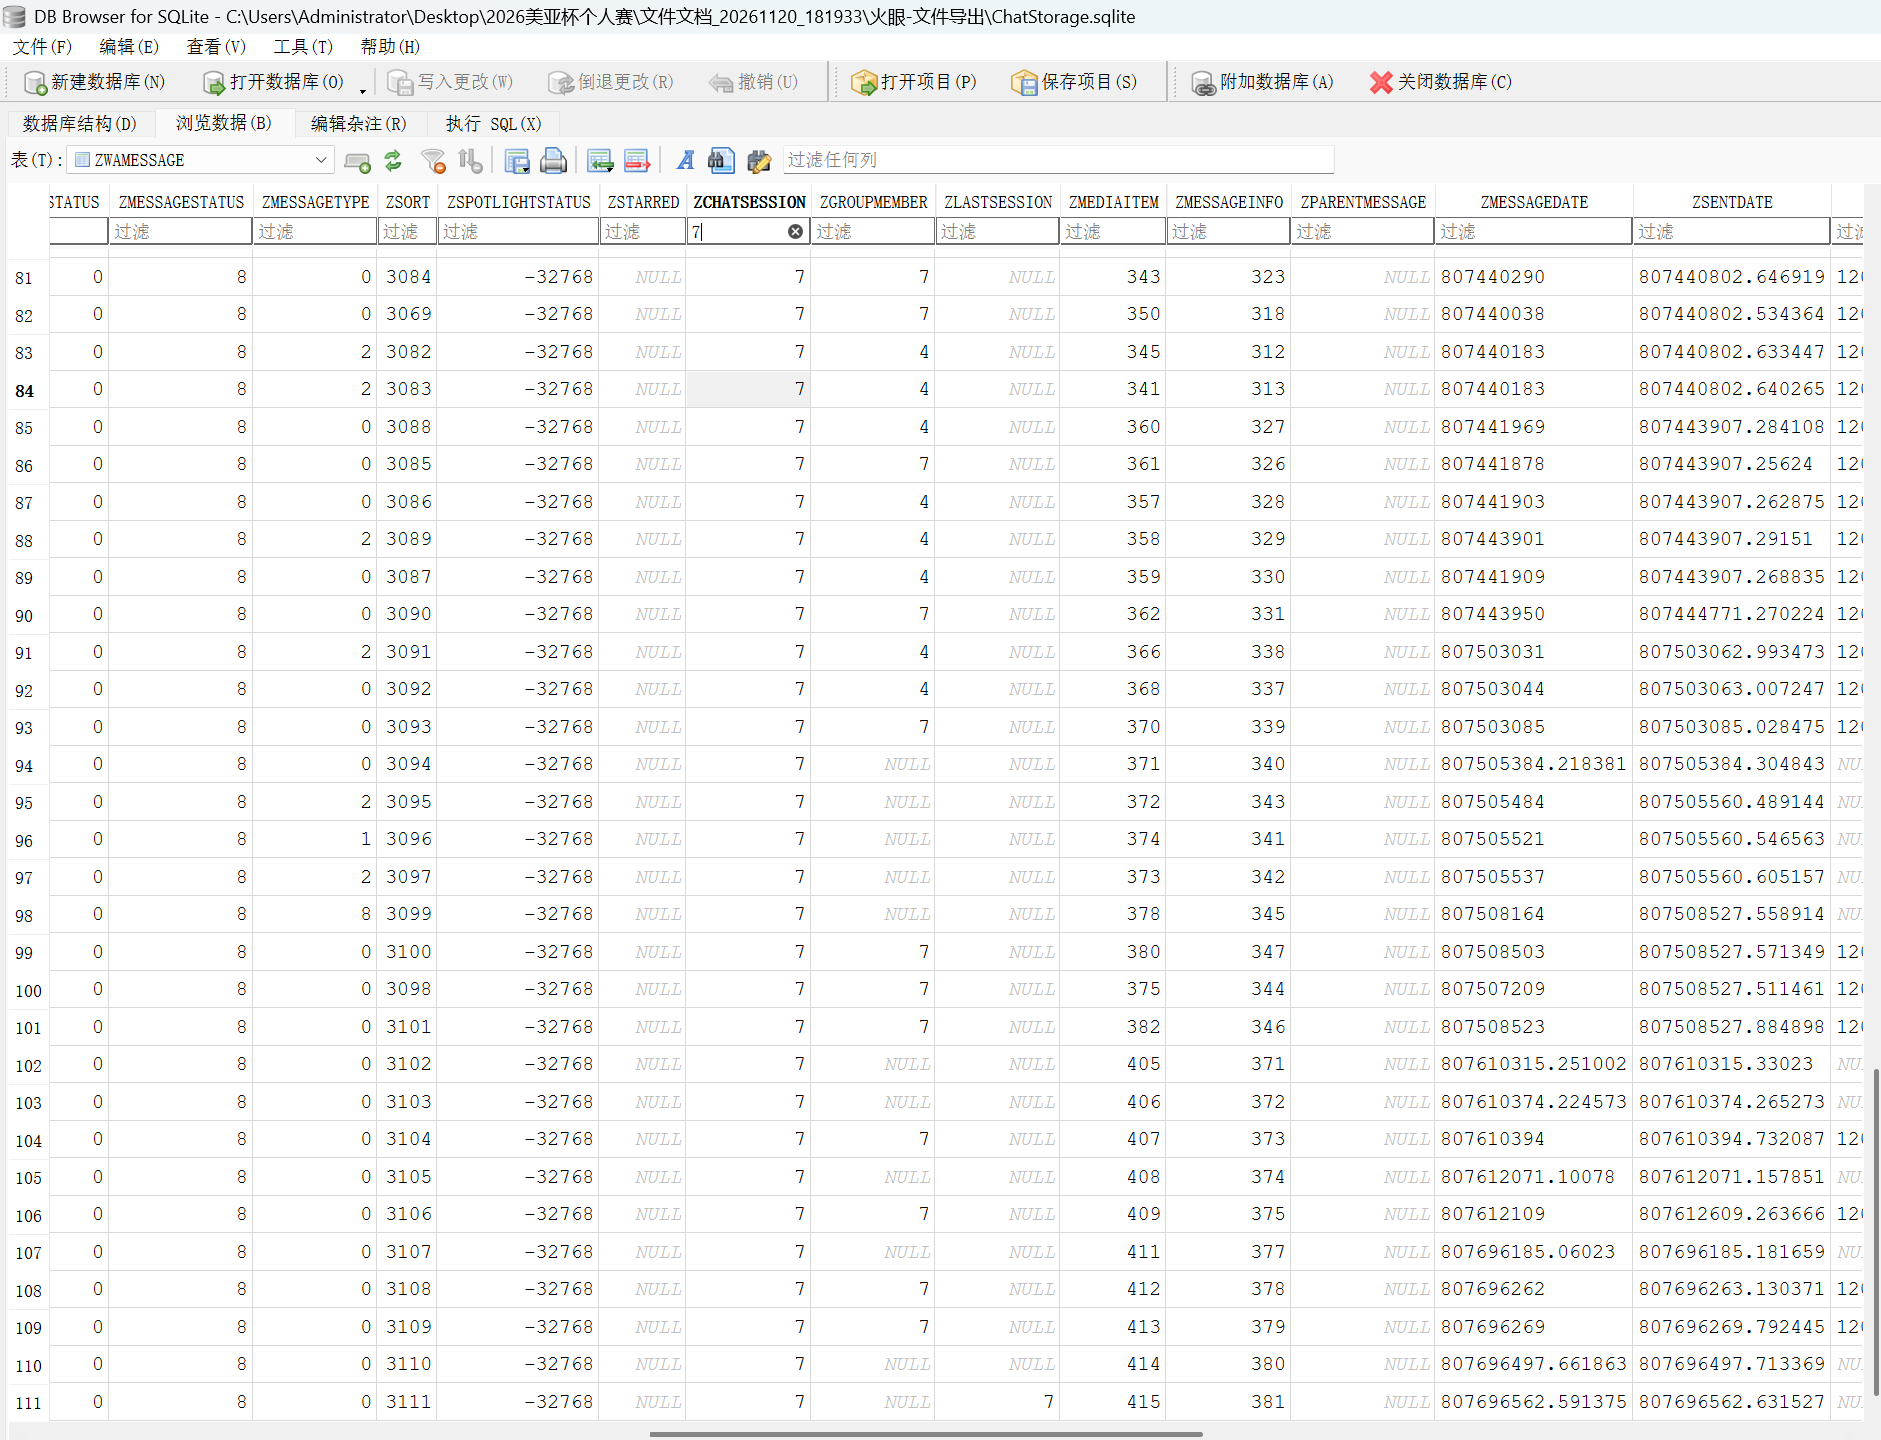 DB Browser for SQLite - C:\Users\Administrator\Desktop\2026美亚杯个人赛\文件文档_20261120_181933\火眼-文件导出\ChatStorage.sqlite
文件(F) 编辑(E) 查看(V) 工具(T) 帮助(H)
新建数据库(N) 打开数据库(O) 写入更改(W) 倒退更改(R) 撤销(U) 打开项目(P) 保存项目(S) 附加数据库(A) 关闭数据库(C)
数据库结构(D) 浏览数据(B) 编辑杂注(R) 执行 SQL(X)
表(T): ZWAMESSAGE 过滤任何列
STATUS ZMESSAGESTATUS ZMESSAGETYPE ZSORT ZSPOTLIGHTSTATUS ZSTARRED ZCHATSESSION ZGROUPMEMBER ZLASTSESSION ZMEDIAITEM ZMESSAGEINFO ZPARENTMESSAGE ZMESSAGEDATE ZSENTDATE
过滤 过滤 过滤 过滤 过滤 7 过滤 过滤 过滤 过滤 过滤 过滤 过滤 过滤
81 0 8 0 3084 -32768 NULL 7 7 NULL 343 323 NULL 807440290 807440802.646919 120
82 0 8 0 3069 -32768 NULL 7 7 NULL 350 318 NULL 807440038 807440802.534364 120
83 0 8 2 3082 -32768 NULL 7 4 NULL 345 312 NULL 807440183 807440802.633447 120
84 0 8 2 3083 -32768 NULL 7 4 NULL 341 313 NULL 807440183 807440802.640265 120
85 0 8 0 3088 -32768 NULL 7 4 NULL 360 327 NULL 807441969 807443907.284108 120
86 0 8 0 3085 -32768 NULL 7 7 NULL 361 326 NULL 807441878 807443907.25624 120
87 0 8 0 3086 -32768 NULL 7 4 NULL 357 328 NULL 807441903 807443907.262875 120
88 0 8 2 3089 -32768 NULL 7 4 NULL 358 329 NULL 807443901 807443907.29151 120
89 0 8 0 3087 -32768 NULL 7 4 NULL 359 330 NULL 807441909 807443907.268835 120
90 0 8 0 3090 -32768 NULL 7 7 NULL 362 331 NULL 807443950 807444771.270224 120
91 0 8 2 3091 -32768 NULL 7 4 NULL 366 338 NULL 807503031 807503062.993473 120
92 0 8 0 3092 -32768 NULL 7 4 NULL 368 337 NULL 807503044 807503063.007247 120
93 0 8 0 3093 -32768 NULL 7 7 NULL 370 339 NULL 807503085 807503085.028475 120
94 0 8 0 3094 -32768 NULL 7 NULL NULL 371 340 NULL 807505384.218381 807505384.304843 NU
95 0 8 2 3095 -32768 NULL 7 NULL NULL 372 343 NULL 807505484 807505560.489144 NU
96 0 8 1 3096 -32768 NULL 7 NULL NULL 374 341 NULL 807505521 807505560.546563 NU
97 0 8 2 3097 -32768 NULL 7 NULL NULL 373 342 NULL 807505537 807505560.605157 NU
98 0 8 8 3099 -32768 NULL 7 NULL NULL 378 345 NULL 807508164 807508527.558914 NU
99 0 8 0 3100 -32768 NULL 7 7 NULL 380 347 NULL 807508503 807508527.571349 120
100 0 8 0 3098 -32768 NULL 7 7 NULL 375 344 NULL 807507209 807508527.511461 120
101 0 8 0 3101 -32768 NULL 7 7 NULL 382 346 NULL 807508523 807508527.884898 120
102 0 8 0 3102 -32768 NULL 7 NULL NULL 405 371 NULL 807610315.251002 807610315.33023 NU
103 0 8 0 3103 -32768 NULL 7 NULL NULL 406 372 NULL 807610374.224573 807610374.265273 NU
104 0 8 0 3104 -32768 NULL 7 7 NULL 407 373 NULL 807610394 807610394.732087 120
105 0 8 0 3105 -32768 NULL 7 NULL NULL 408 374 NULL 807612071.10078 807612071.157851 NU
106 0 8 0 3106 -32768 NULL 7 7 NULL 409 375 NULL 807612109 807612609.263666 120
107 0 8 0 3107 -32768 NULL 7 NULL NULL 411 377 NULL 807696185.06023 807696185.181659 NU
108 0 8 0 3108 -32768 NULL 7 7 NULL 412 378 NULL 807696262 807696263.130371 120
109 0 8 0 3109 -32768 NULL 7 7 NULL 413 379 NULL 807696269 807696269.792445 120
110 0 8 0 3110 -32768 NULL 7 NULL NULL 414 380 NULL 807696497.661863 807696497.713369 NU
111 0 8 0 3111 -32768 NULL 7 NULL 7 415 381 NULL 807696562.591375 807696562.631527 NU